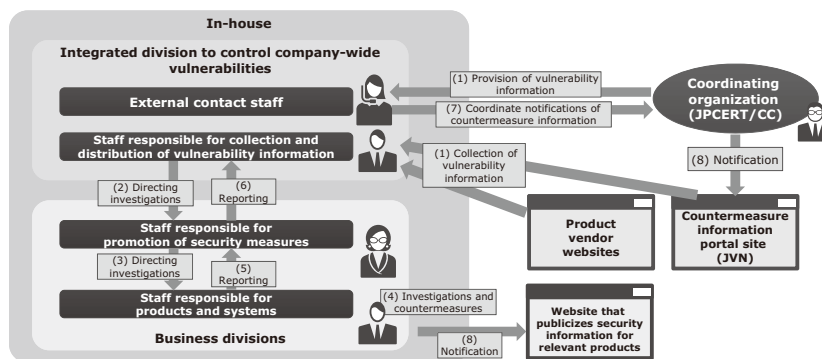 In-house
Integrated division to control company-wide
vulnerabilities
External contact staff
Staff responsible for collection and
distribution of vulnerability information
(1) Provision of vulnerability
information
(7) Coordinate notifications of
countermeasure information
Coordinating
organization
(JPCERT/CC)
(1) Collection of
vulnerability
information
(8) Notification
(2) Directing
investigations
(6)
Reporting
Staff responsible for
promotion of security measures
Product
vendor
websites
Countermeasure
information
portal site
(JVN)
(3) Directing
investigations
(5)
Reporting
Staff responsible for
products and systems
Business divisions
(4) Investigations and
countermeasures
(8)
Notification
Website that
publicizes security
information for
relevant products